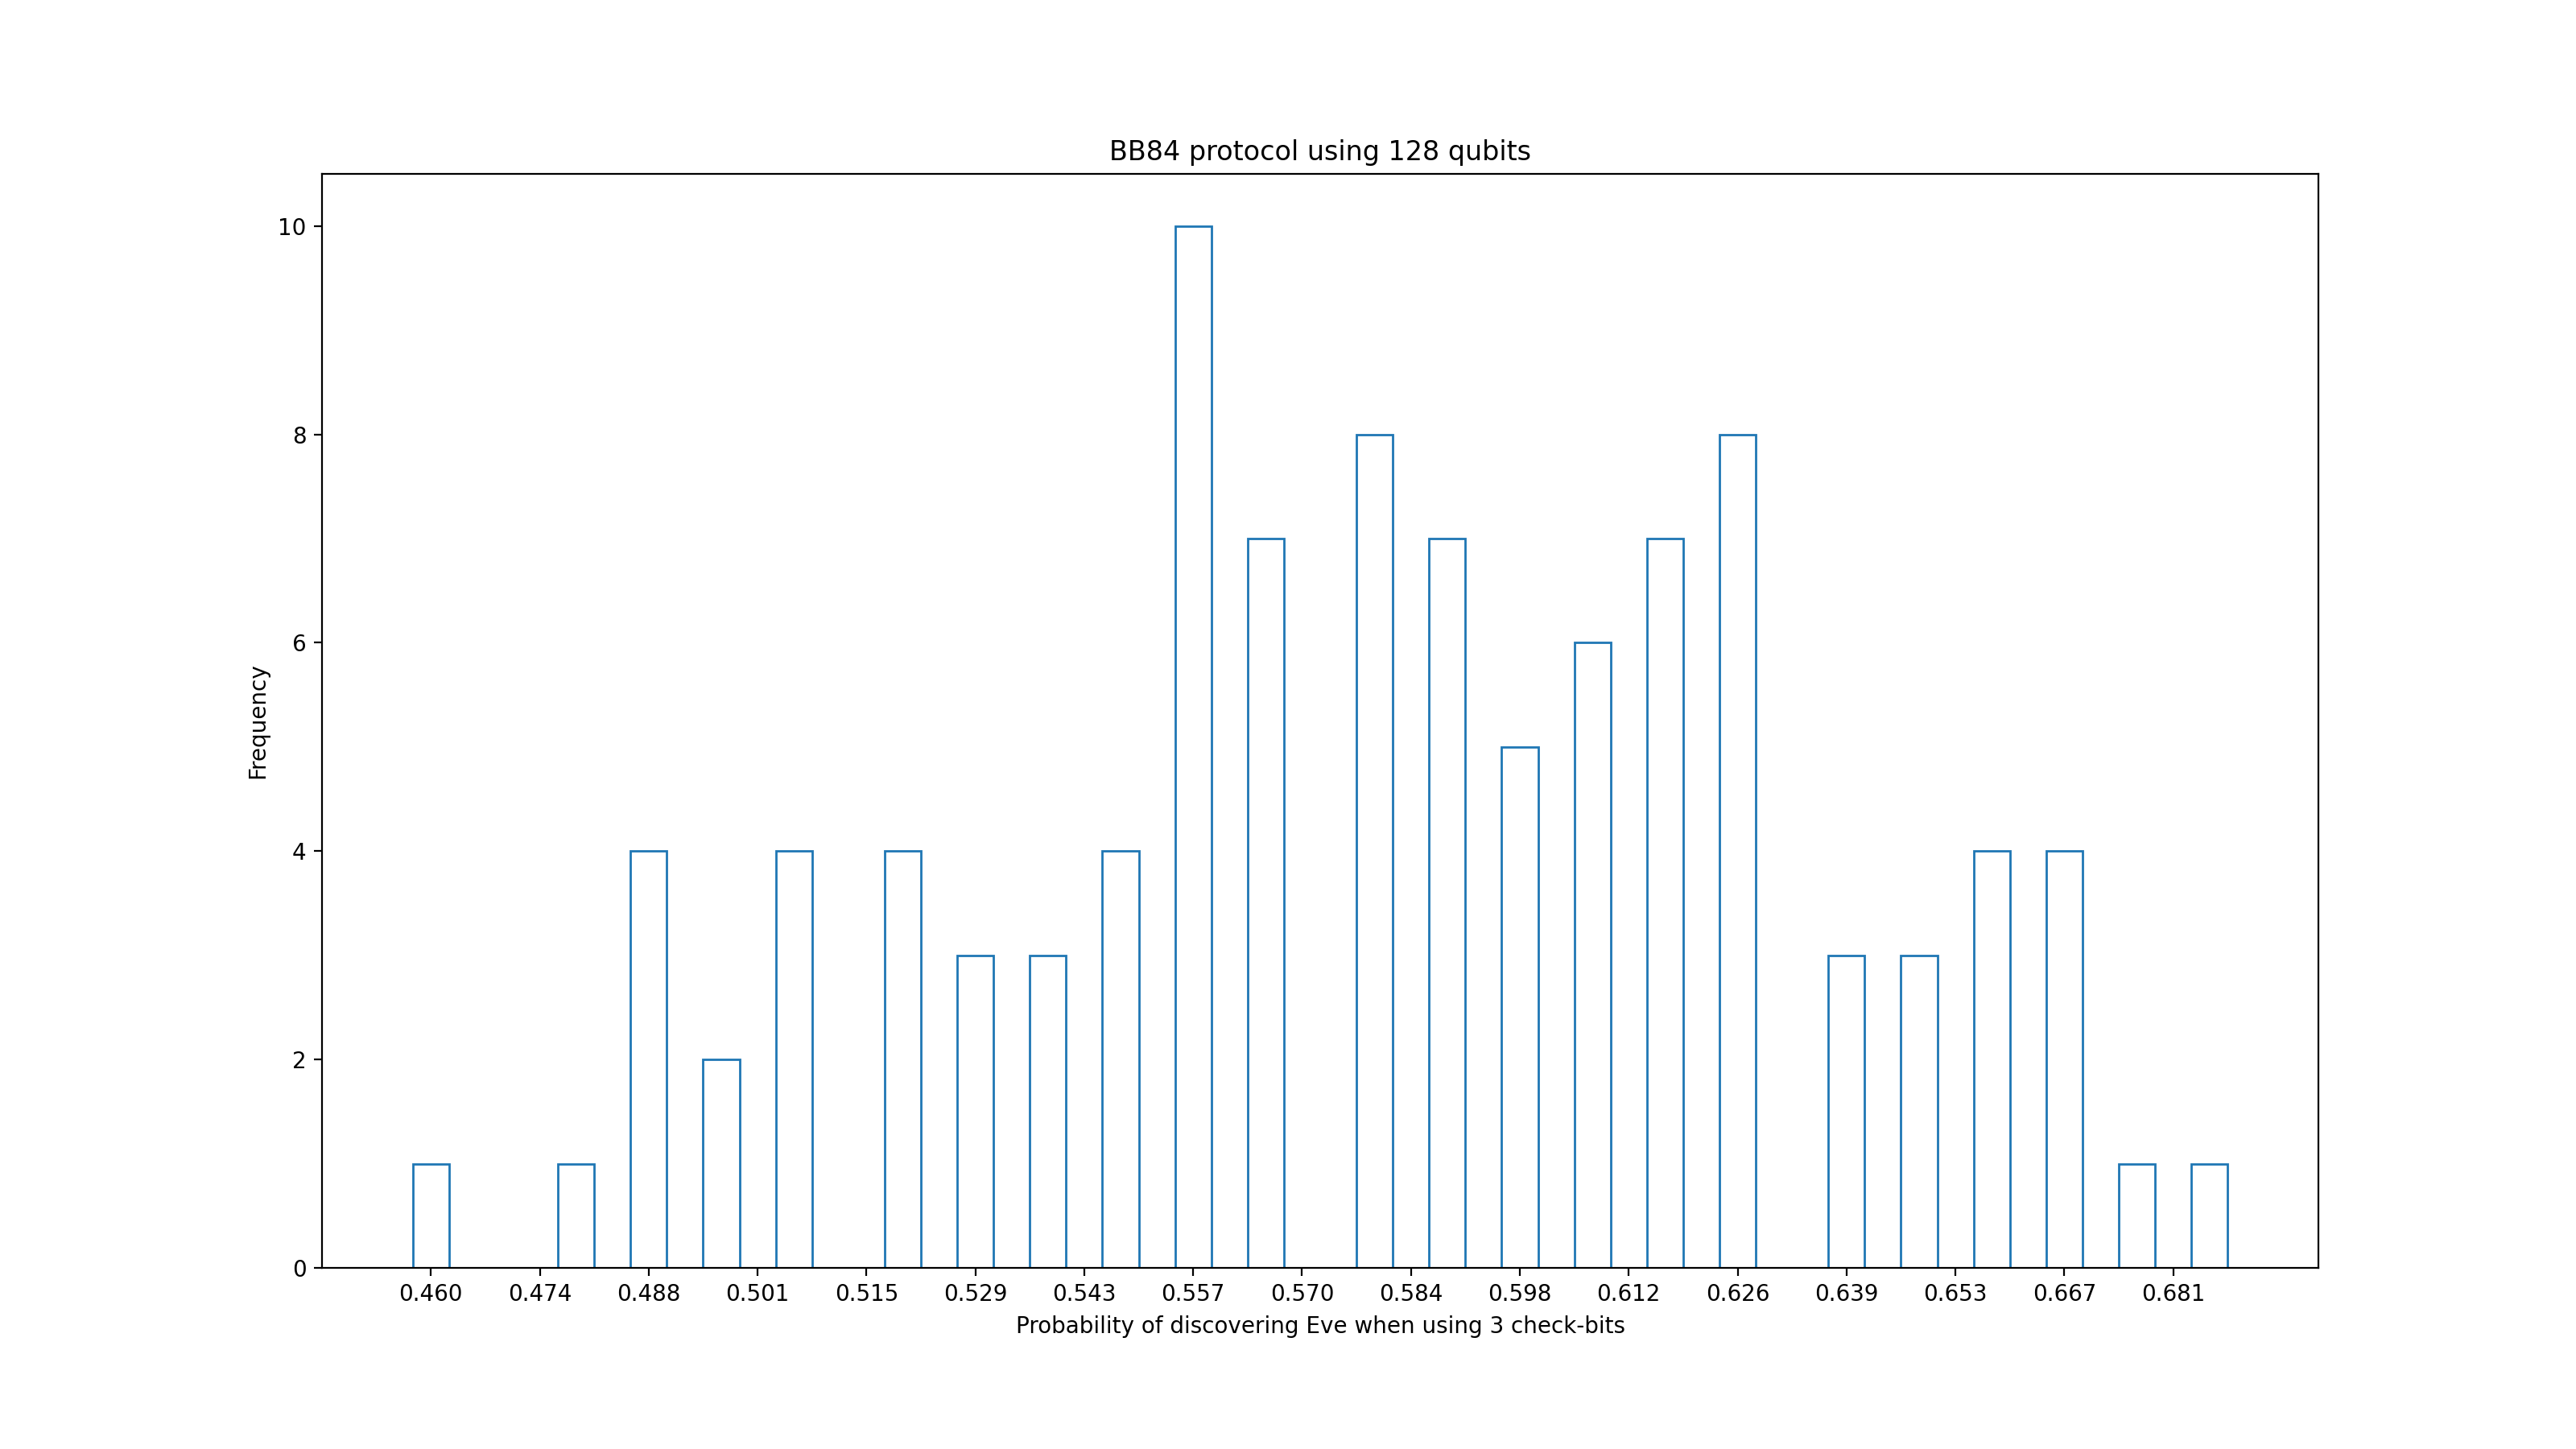 BB84 protocol using 128 qubits
10
8
6
4
2
0
Frequency
0.460 0.474 0.488 0.501 0.515 0.529 0.543 0.557 0.570 0.584 0.598 0.612 0.626 0.639 0.653 0.667 0.681
Probability of discovering Eve when using 3 check-bits